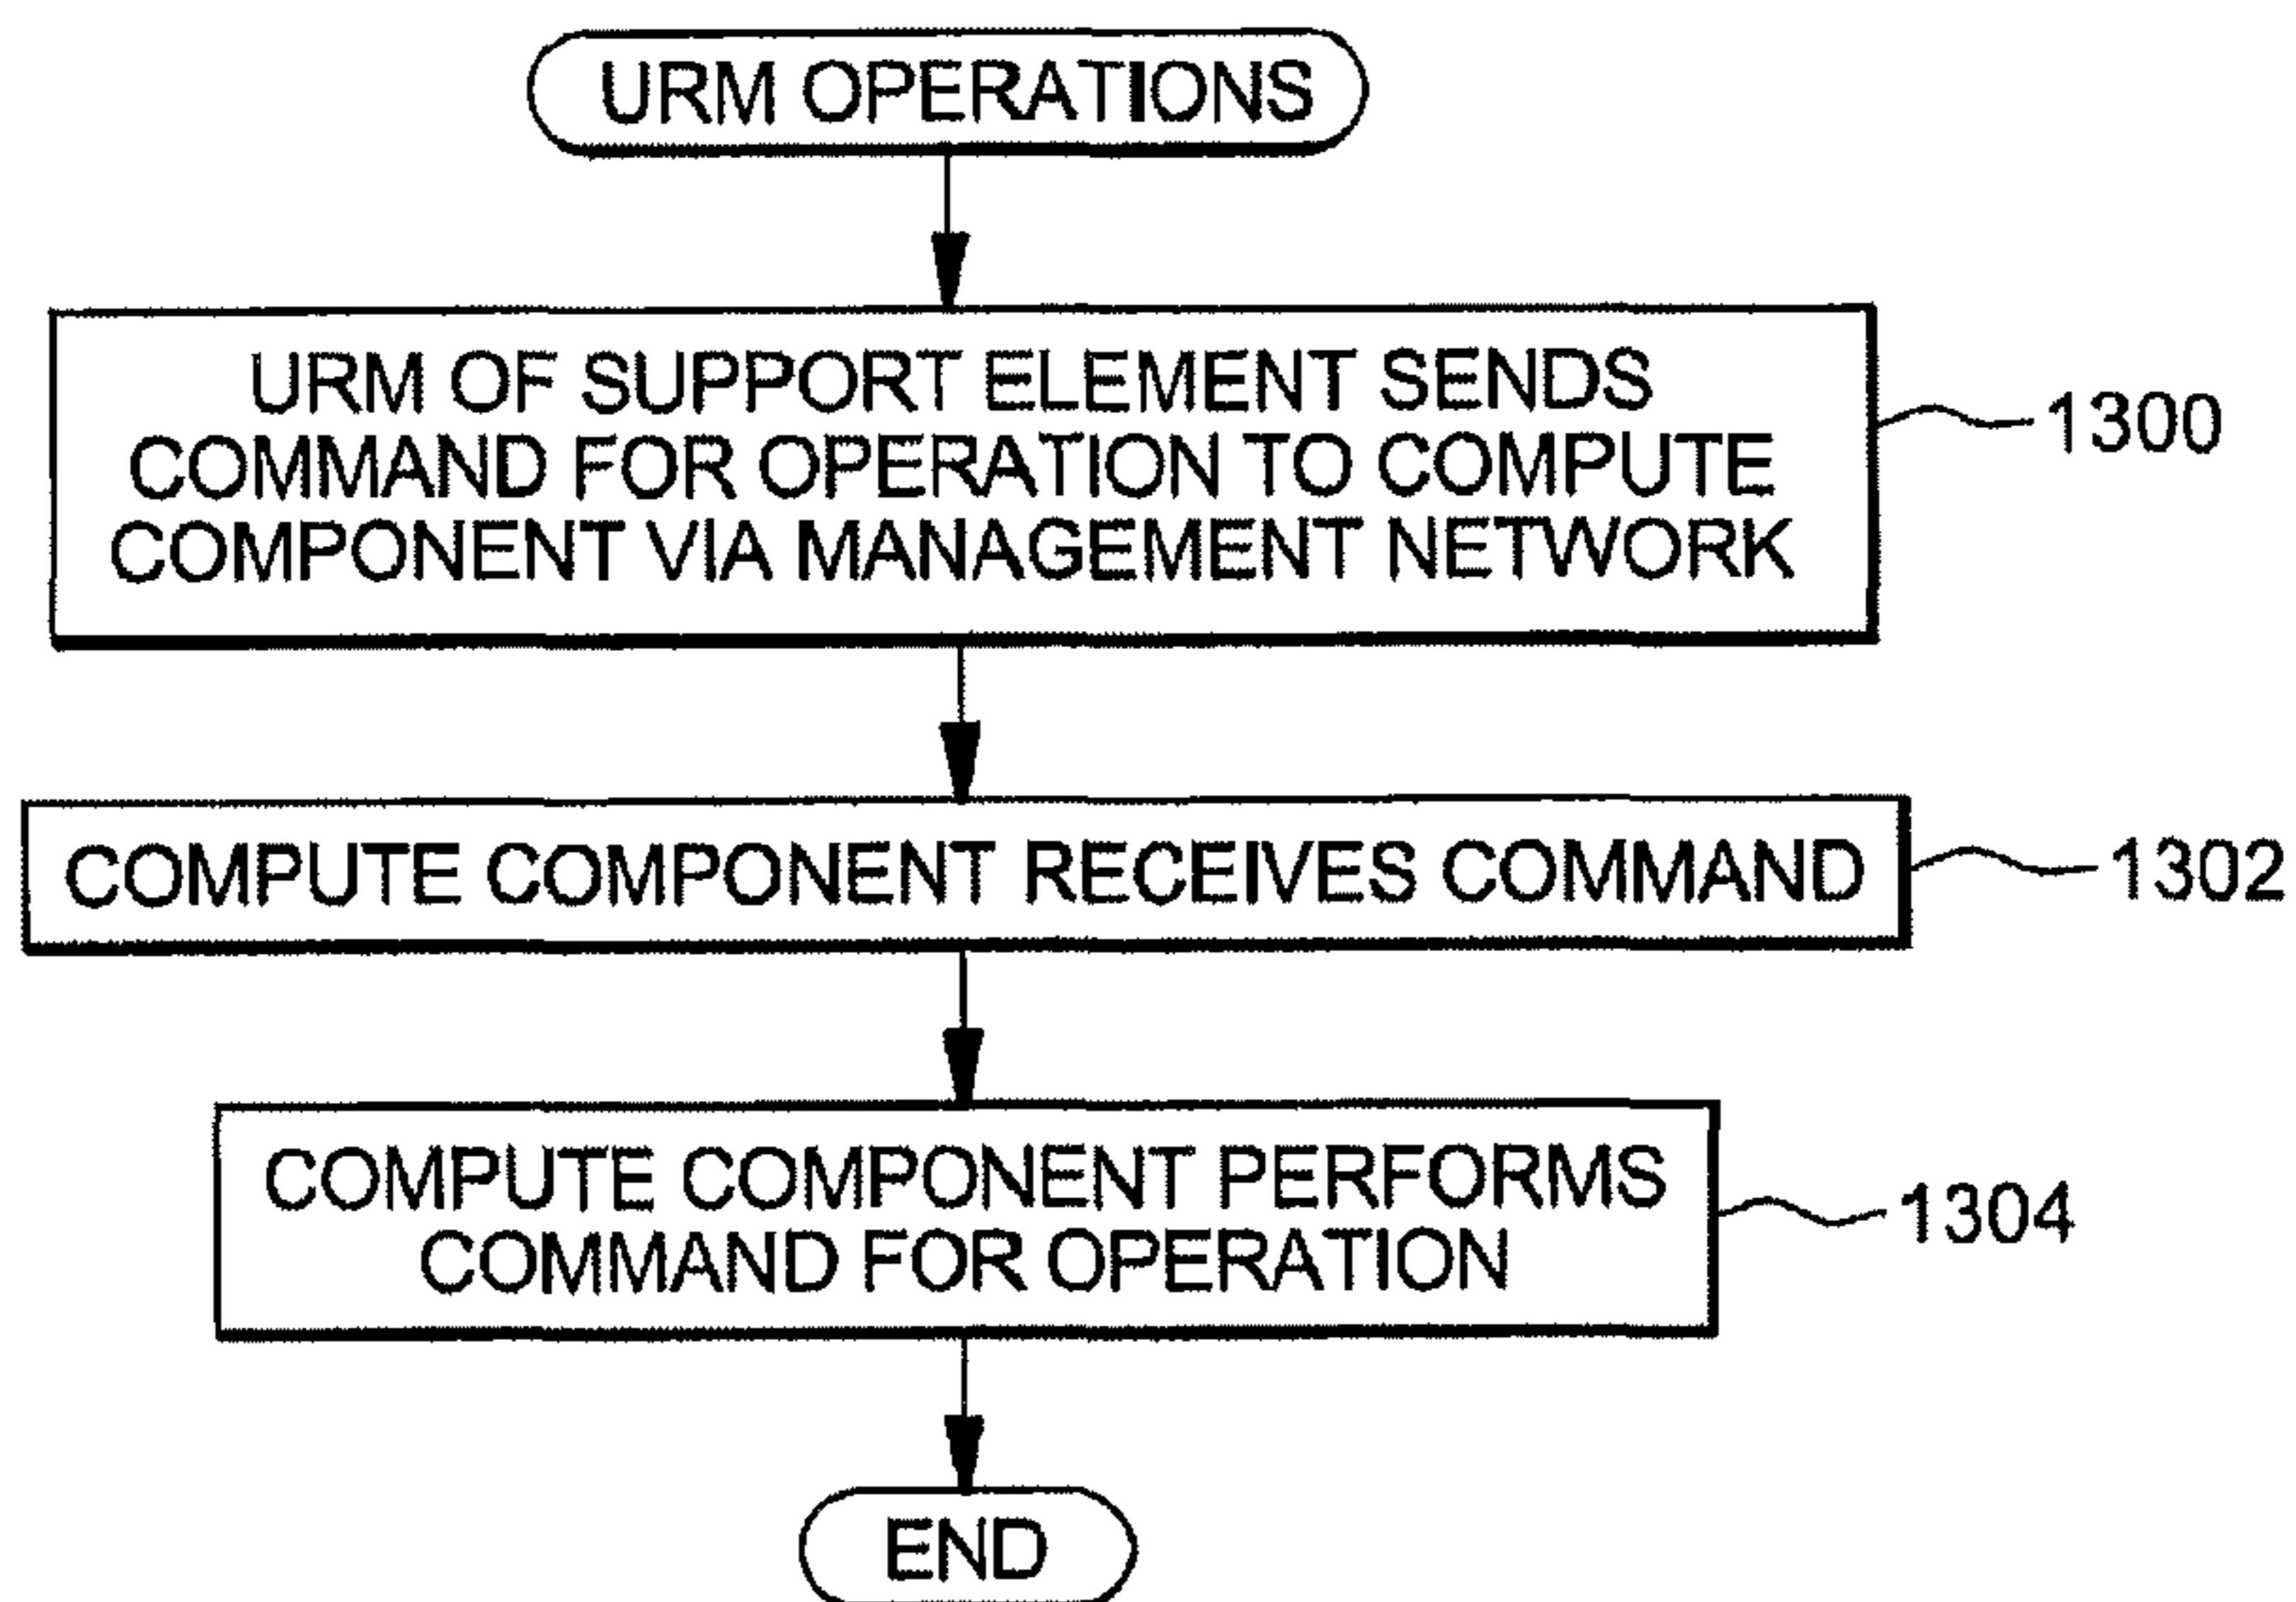 URM OPERATIONS
URM OF SUPPORT ELEMENT SENDS
COMMAND FOR OPERATION TO COMPUTE
COMPONENT VIA MANAGEMENT NETWORK
1300
COMPUTE COMPONENT RECEIVES COMMAND
1302
COMPUTE COMPONENT PERFORMS
COMMAND FOR OPERATION
1304
END